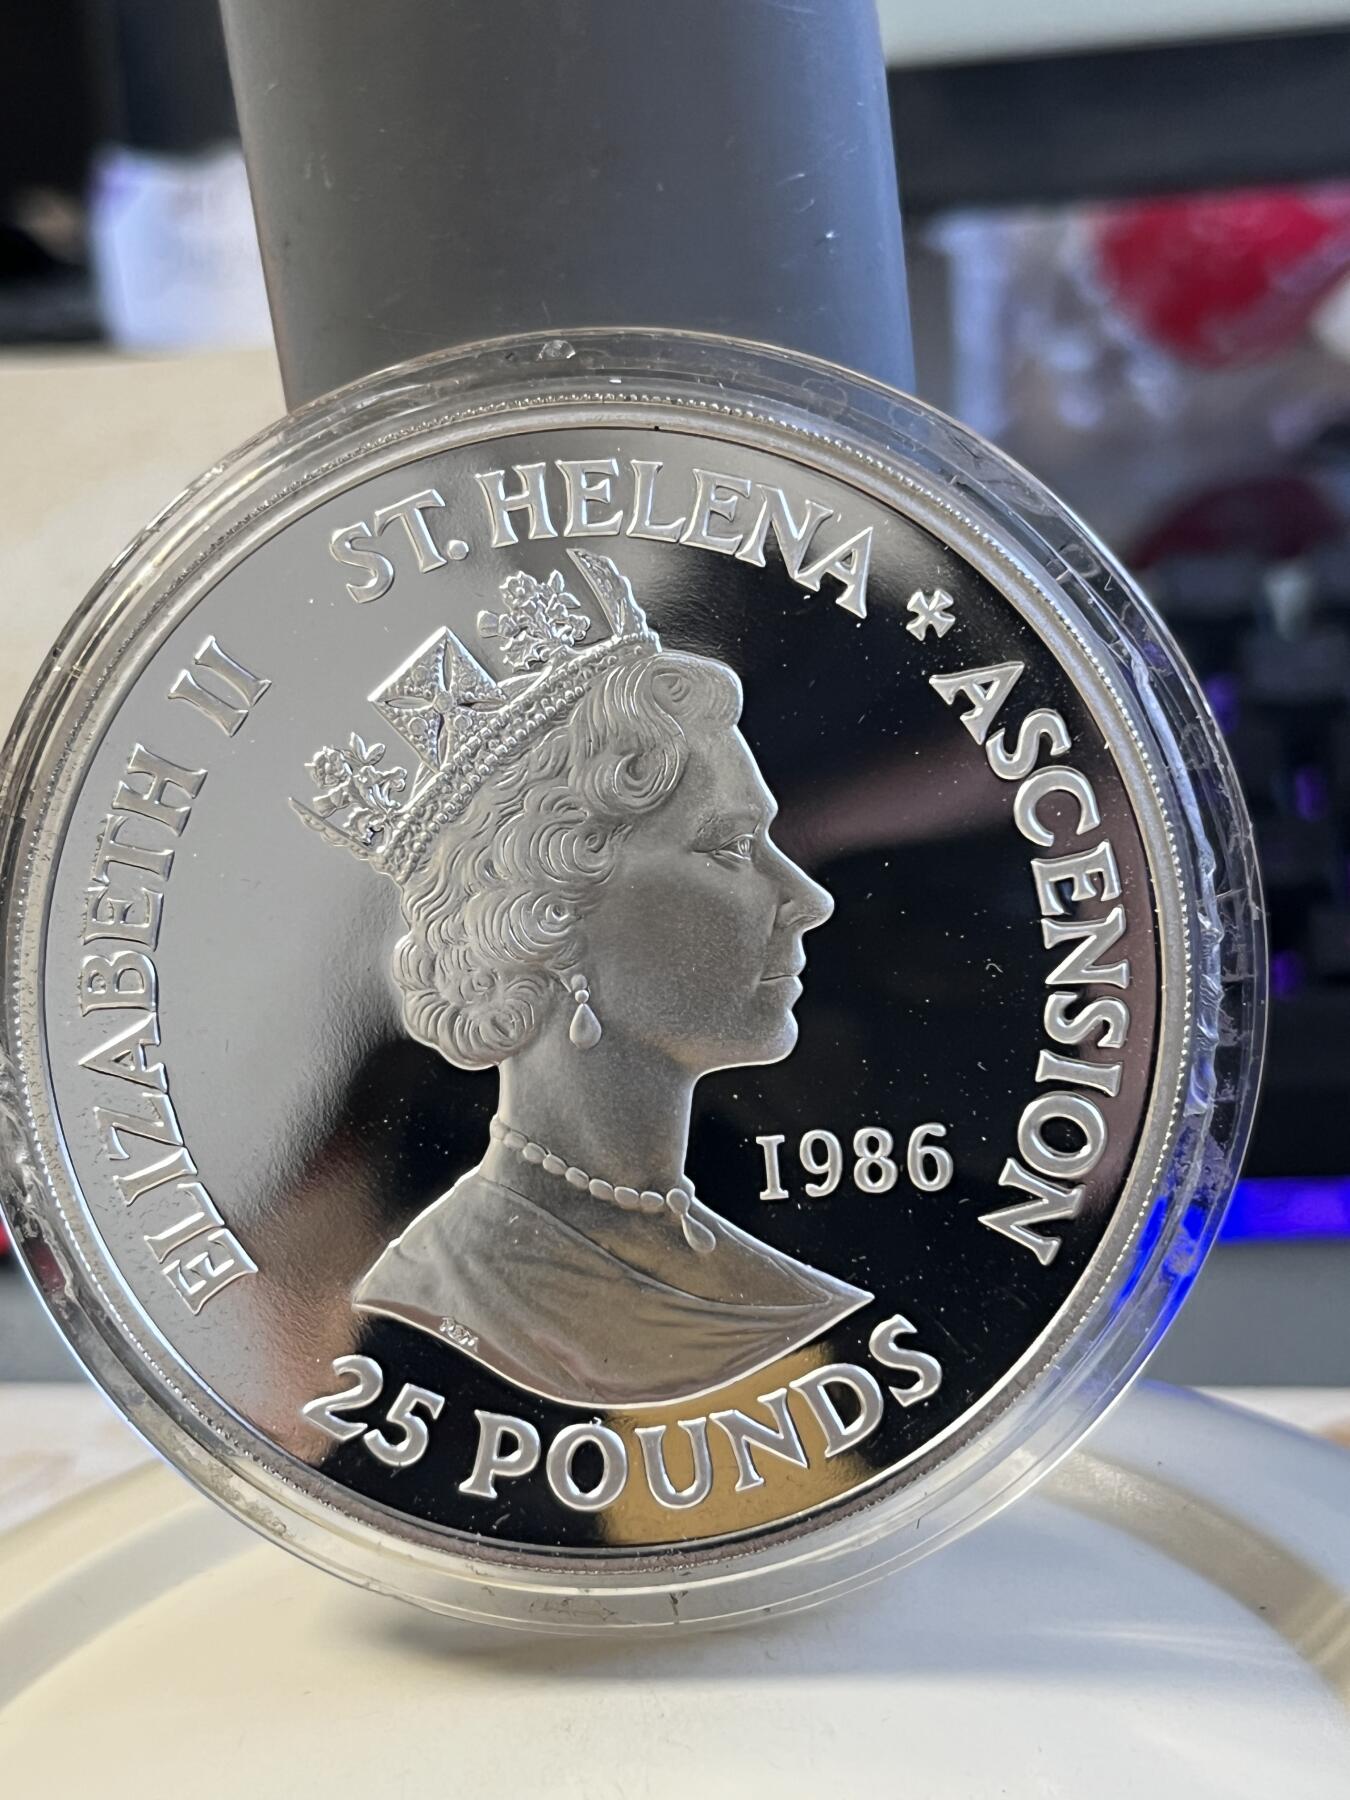 ELIZABETH II
ST. HELENA
ASCENSION
1986
25 POUNDS